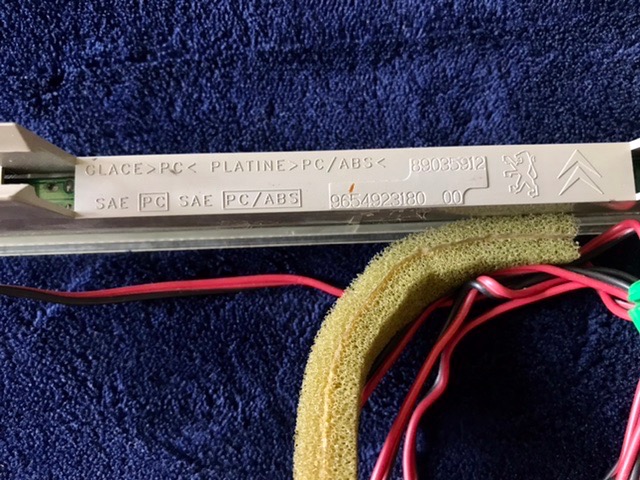 GLACE>PC< PLATINE>PC/ABS< 89035912
SAE PC SAE PC/ABS 9654923180 00